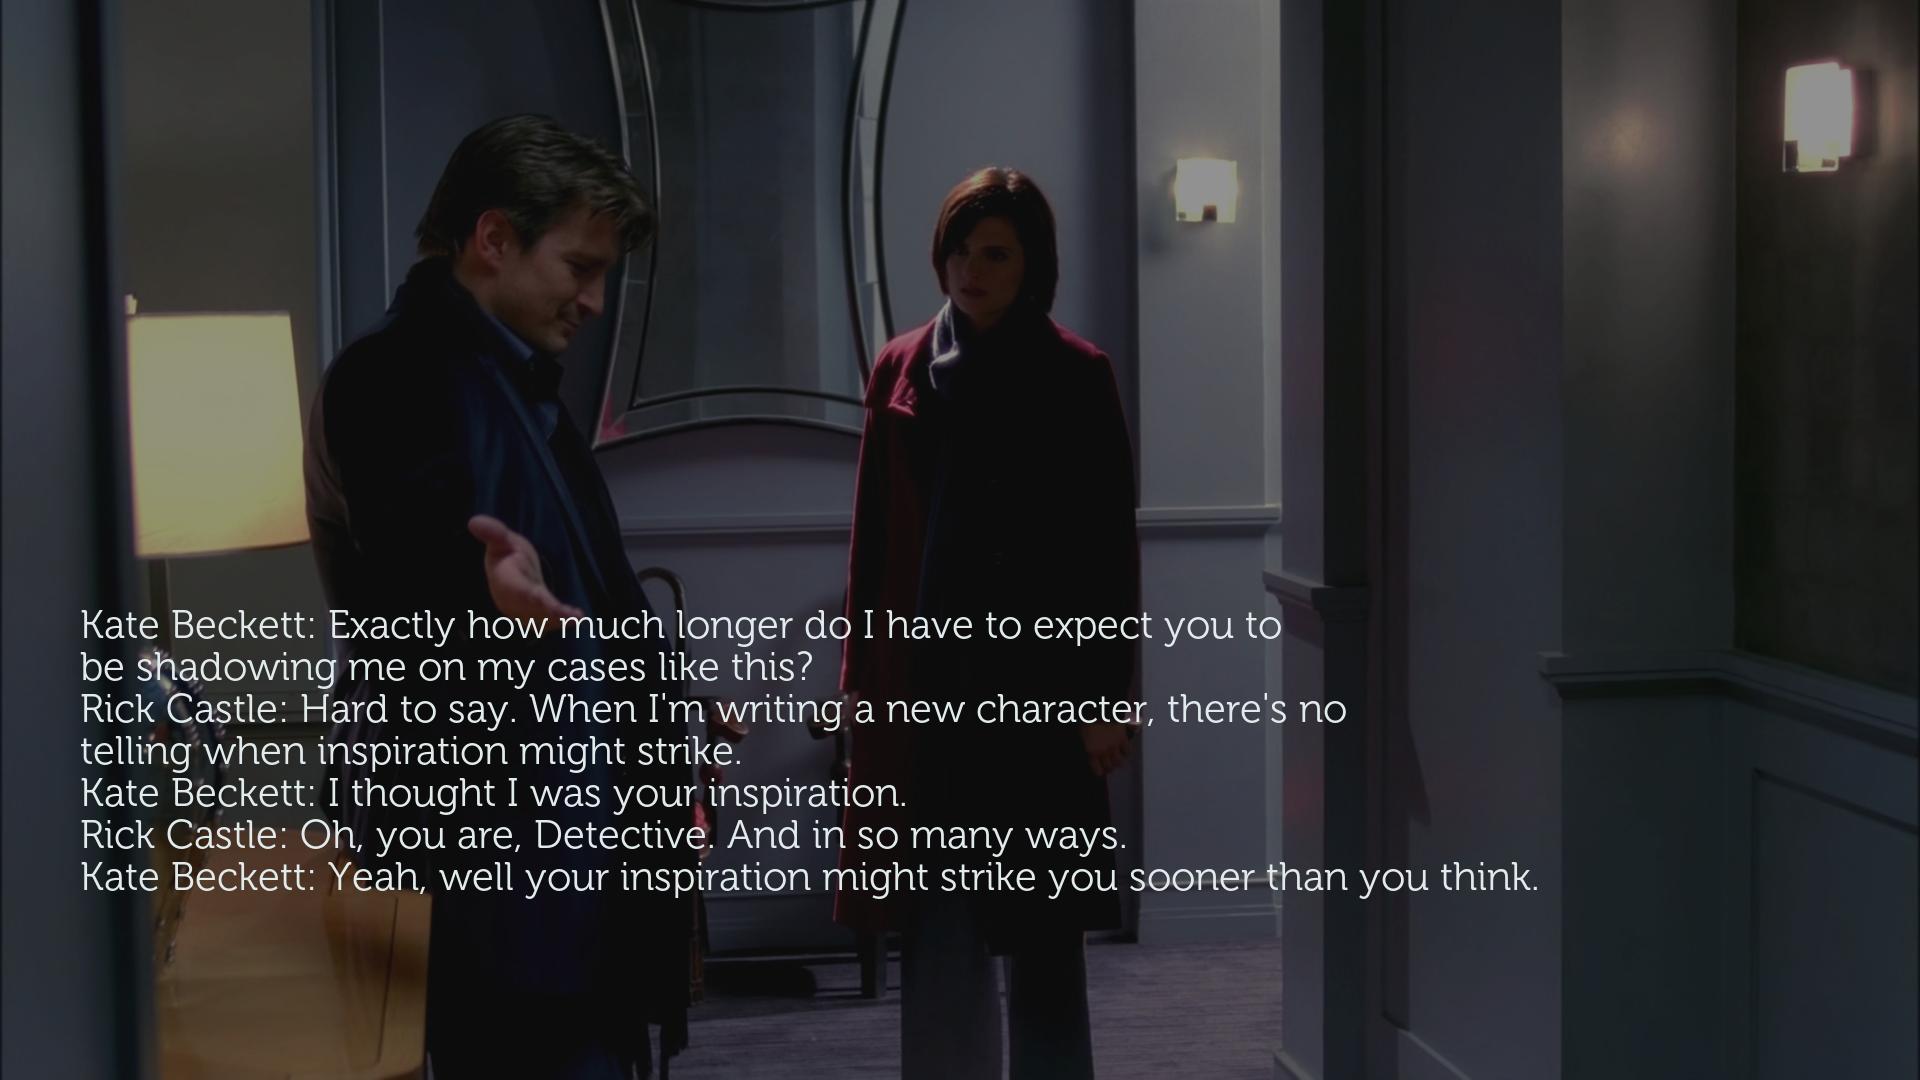 Kate Beckett: Exactly how much longer do I have to expect you to
be shadowing me on my cases like this?
Rick Castle: Hard to say. When I'm writing a new character, there's no
telling when inspiration might strike.
Kate Beckett: I thought I was your inspiration.
Rick Castle: Oh, you are, Detective. And in so many ways.
Kate Beckett: Yeah, well your inspiration might strike you sooner than you think.